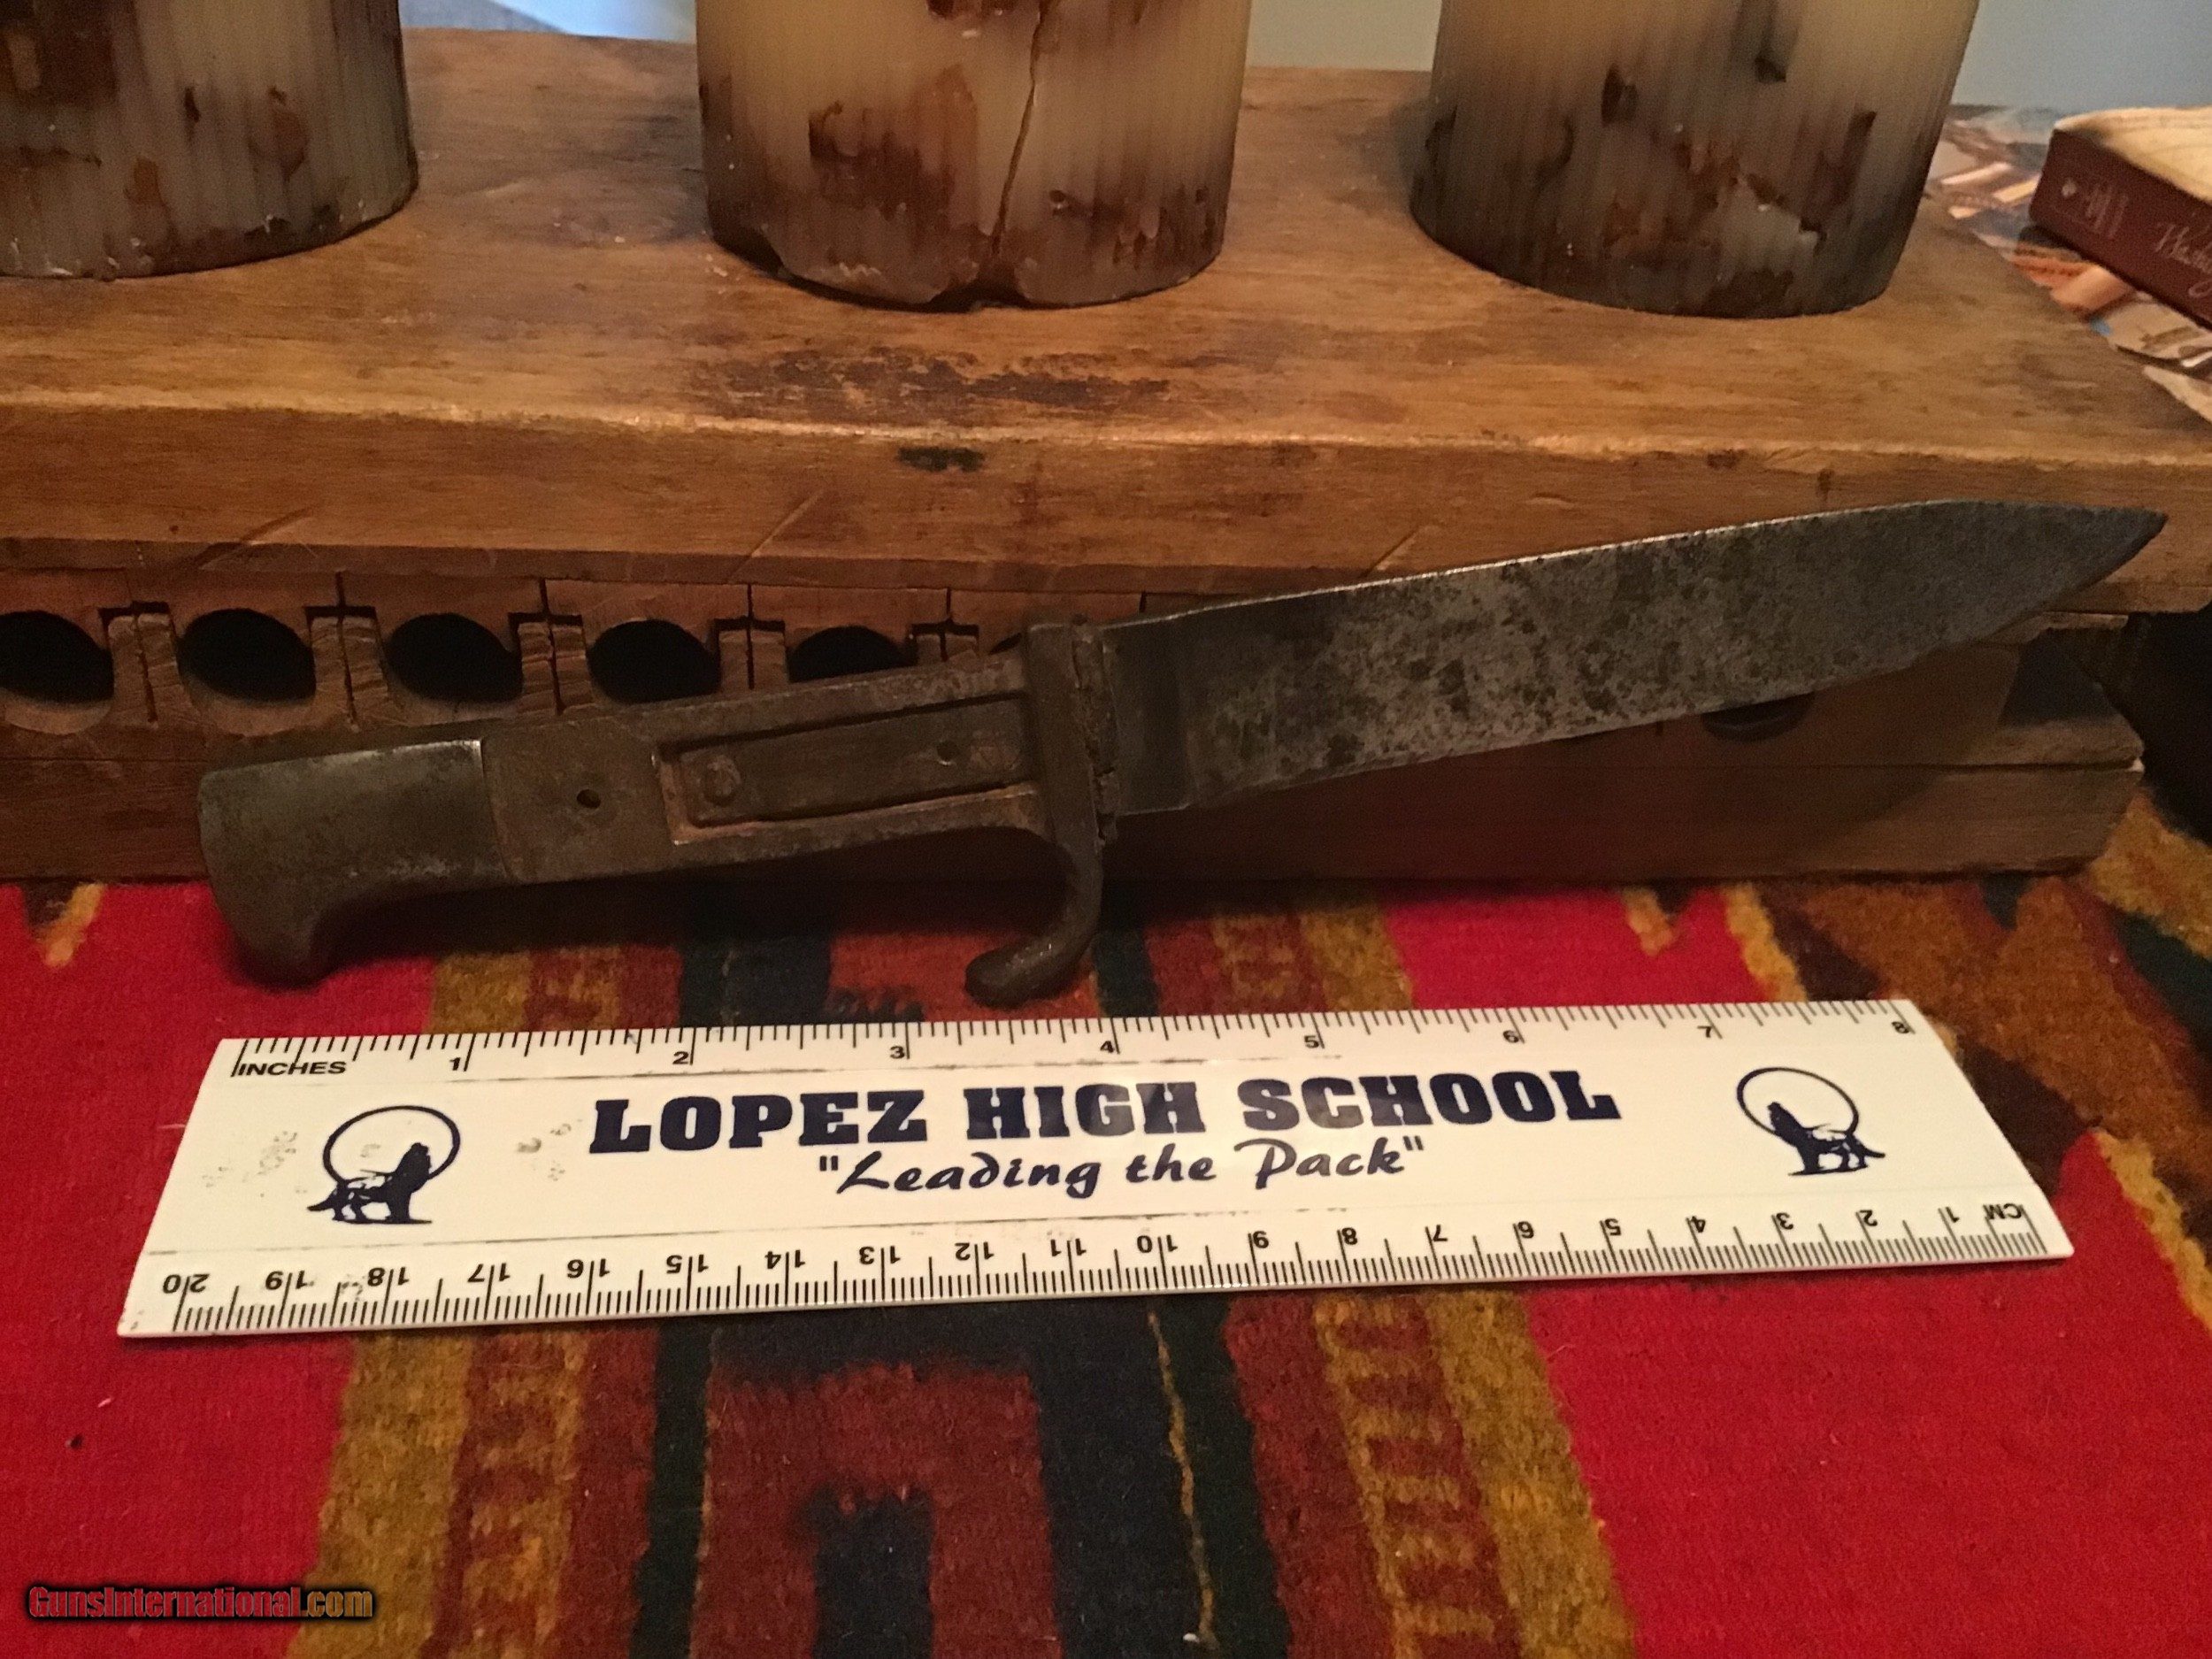 INCHES 1 2 3 4 5 6 7 8
LOPEZ HIGH SCHOOL
"Leading the Pack"
20 19 18 17 16 15 14 13 12 11 10 9 8 7 6 5 4 3 2 1 CM
GunsInternational.com